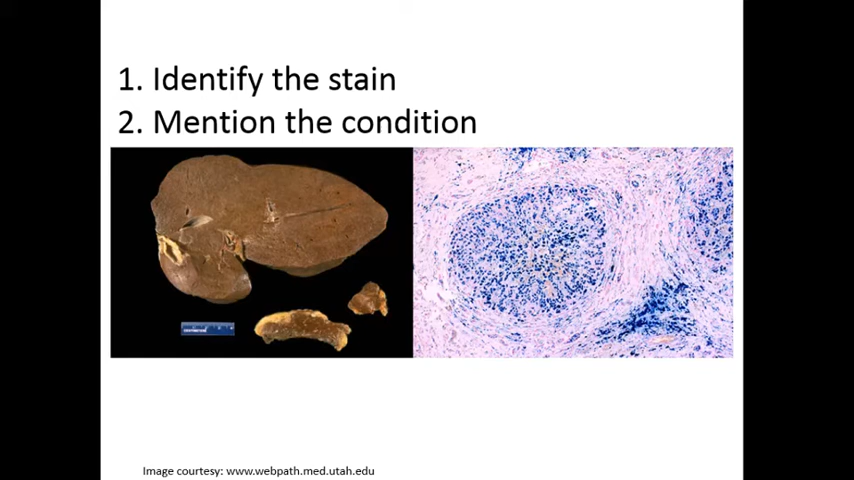 1. Identify the stain
2. Mention the condition
Image courtesy: www.webpath.med.utah.edu